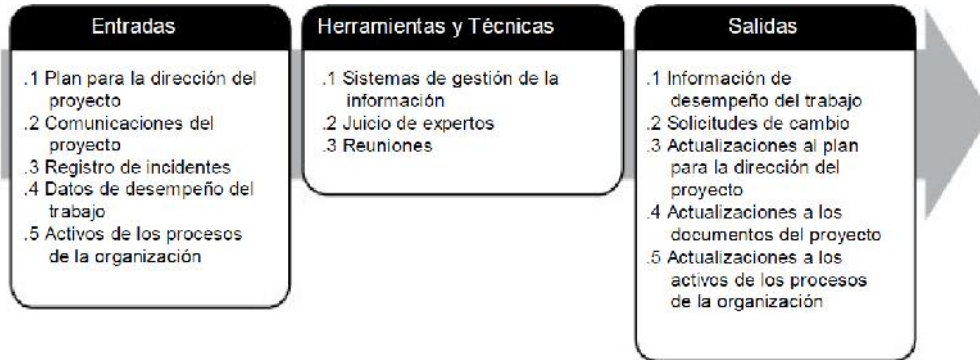 Entradas
.1 Plan para la dirección del
proyecto
.2 Comunicaciones del
proyecto
.3 Registro de incidentes
.4 Datos de desempeño del
trabajo
.5 Activos de los procesos
de la organización
Herramientas y Técnicas
.1 Sistemas de gestión de la
información
.2 Juicio de expertos
.3 Reuniones
Salidas
.1 Información de
desempeño del trabajo
.2 Solicitudes de cambio
.3 Actualizaciones al plan
para la dirección del
proyecto
.4 Actualizaciones a los
documentos del proyecto
.5 Actualizaciones a los
activos de los procesos
de la organización